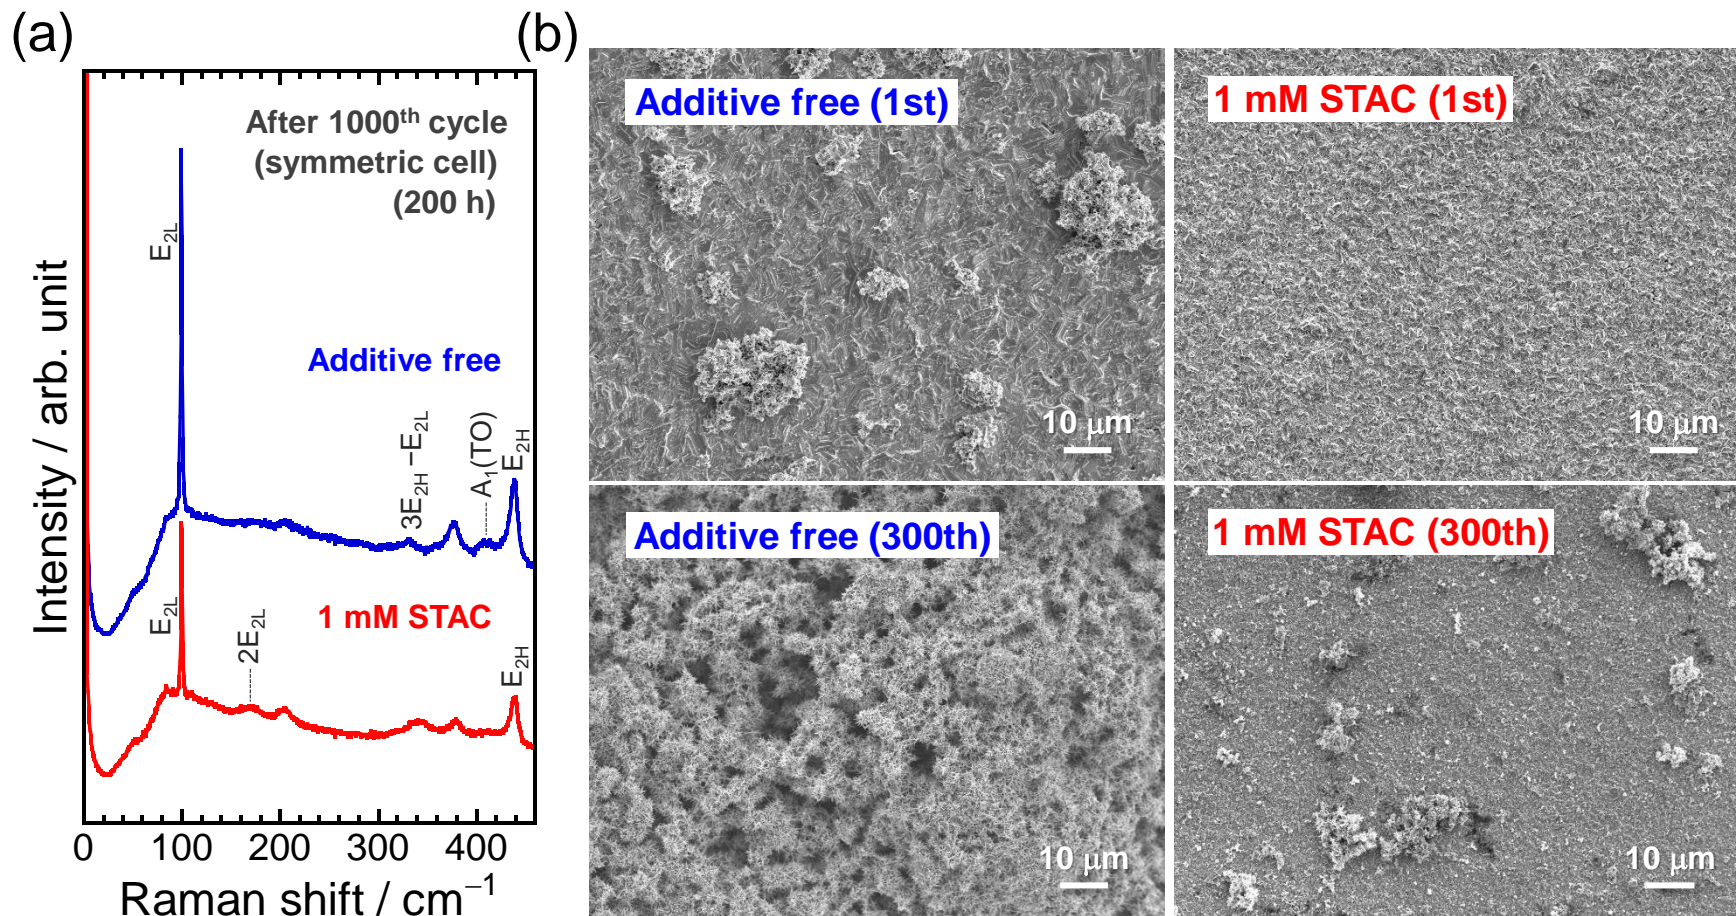 (a)
After 1000th cycle
(symmetric cell)
(200 h)
E2L
Additive free
3E2H −E2L
A1(TO)
E2H
E2L
2E2L
1 mM STAC
E2H
Intensity / arb. unit
0 100 200 300 400
Raman shift / cm−1
(b)
Additive free (1st)
10 μm
1 mM STAC (1st)
10 μm
Additive free (300th)
10 μm
1 mM STAC (300th)
10 μm